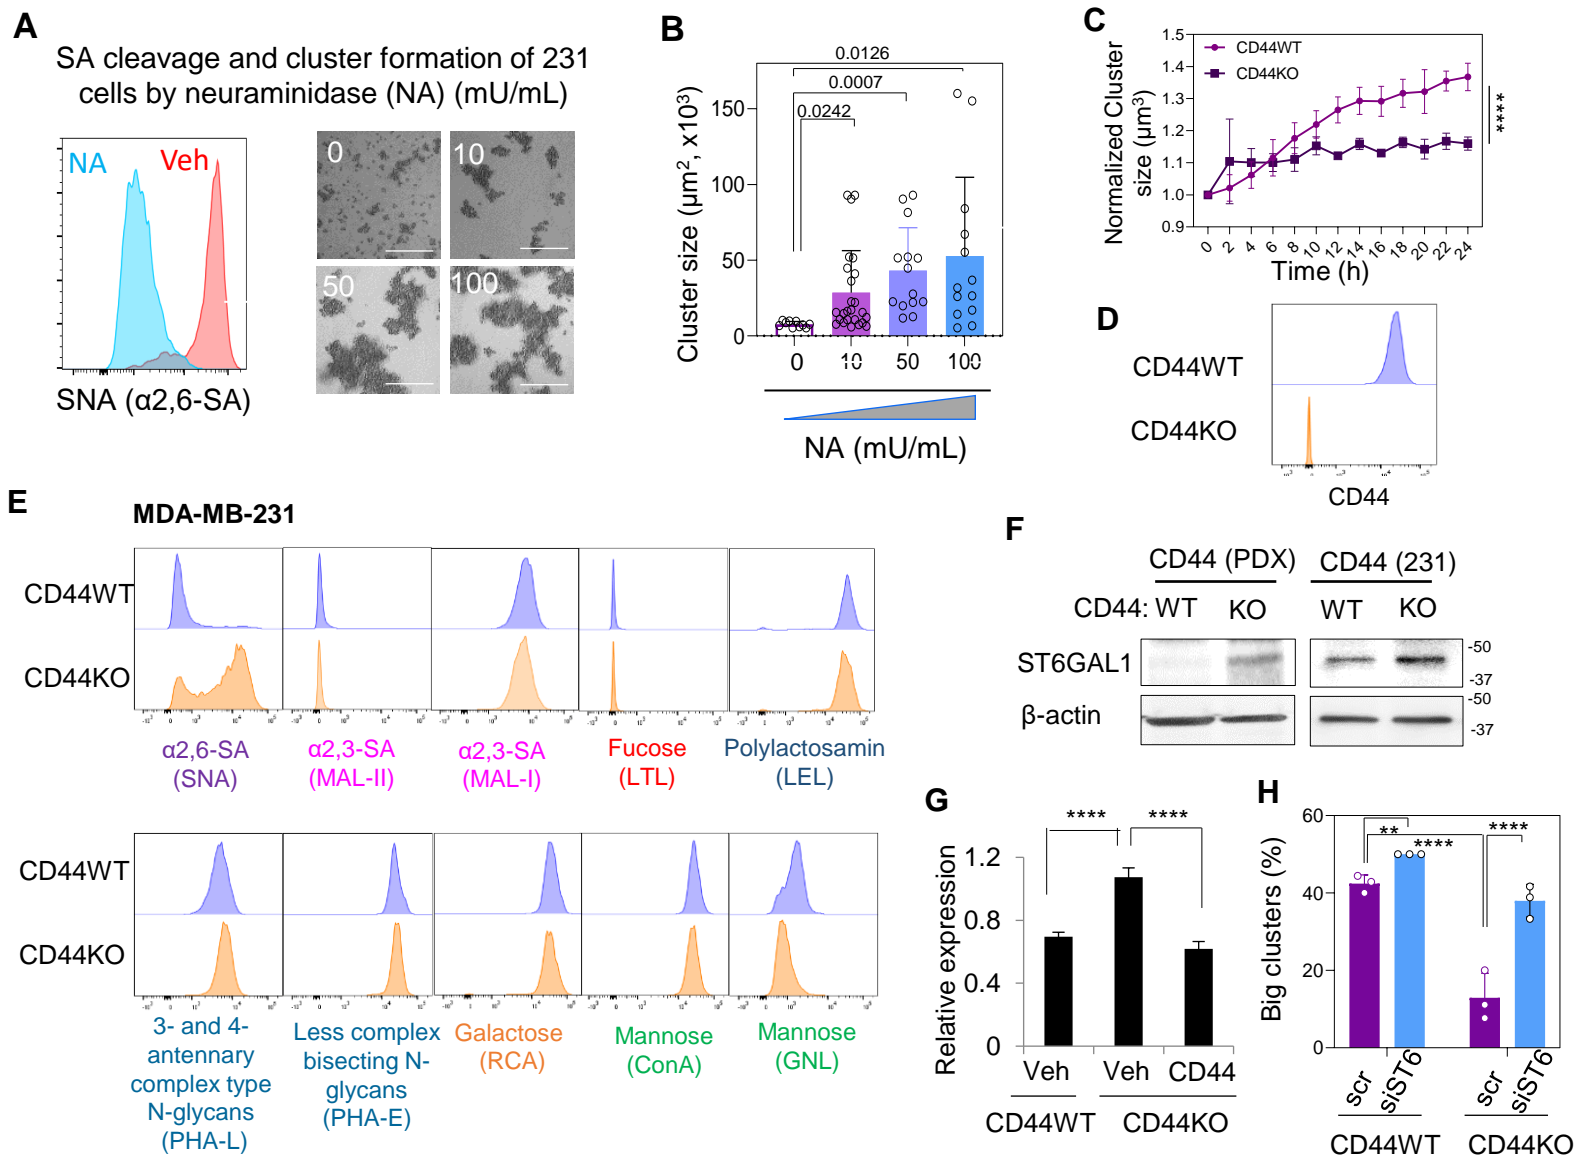 A
SA cleavage and cluster formation of 231
cells by neuraminidase (NA) (mU/mL)
NA
Veh
SNA (α2,6-SA)
0
10
50
100
B
0.0126
0.0007
0.0242
Cluster size (µm², x10³)
150
100
50
0
0 10 50 100
NA (mU/mL)
C
Normalized Cluster
size (µm³)
1.5
1.4
1.3
1.2
1.1
1.0
0.9
CD44WT
CD44KO
****
0 2 4 6 8 10 12 14 16 18 20 22 24
Time (h)
D
CD44WT
CD44KO
CD44
E
MDA-MB-231
CD44WT
CD44KO
α2,6-SA
(SNA)
α2,3-SA
(MAL-II)
α2,3-SA
(MAL-I)
Fucose
(LTL)
Polylactosamin
(LEL)
CD44WT
CD44KO
3- and 4-
antennary
complex type
N-glycans
(PHA-L)
Less complex
bisecting N-
glycans
(PHA-E)
Galactose
(RCA)
Mannose
(ConA)
Mannose
(GNL)
F
CD44 (PDX)
CD44 (231)
CD44: WT KO WT KO
ST6GAL1
-50
-37
β-actin
-50
-37
G
**** ****
Relative expression
1.2
0.8
0.4
0
Veh Veh CD44
CD44WT CD44KO
H
Big clusters (%)
60
40
20
0
**
****
****
scr siST6 scr siST6
CD44WT CD44KO